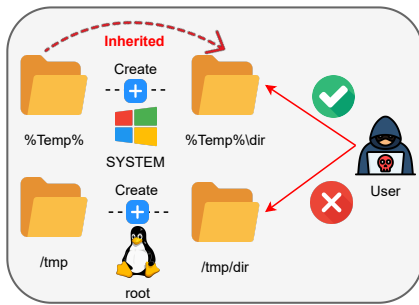 Inherited
Create
%Temp%
%Temp%\dir
SYSTEM
User
Create
/tmp
/tmp/dir
root